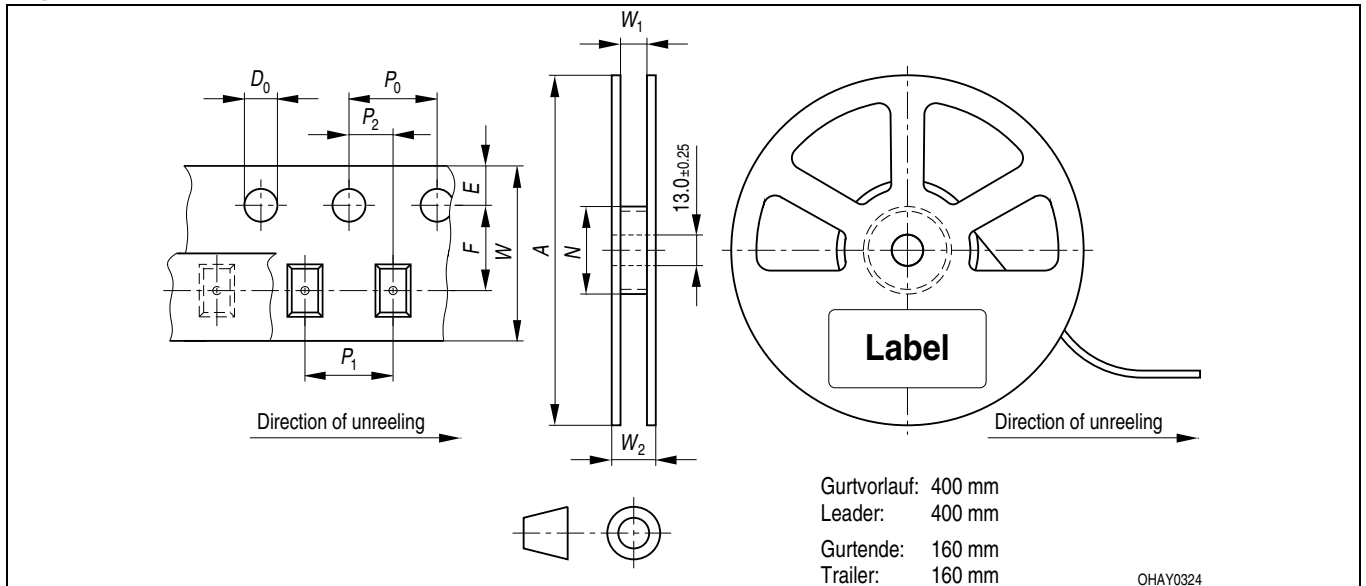 W1
D0
P0
P2
E
F
W
A
N
13.0±0.25
P1
W2
Label
Direction of unreeling
Direction of unreeling
Gurtvorlauf: 400 mm
Leader: 400 mm
Gurtende: 160 mm
Trailer: 160 mm
OHAY0324